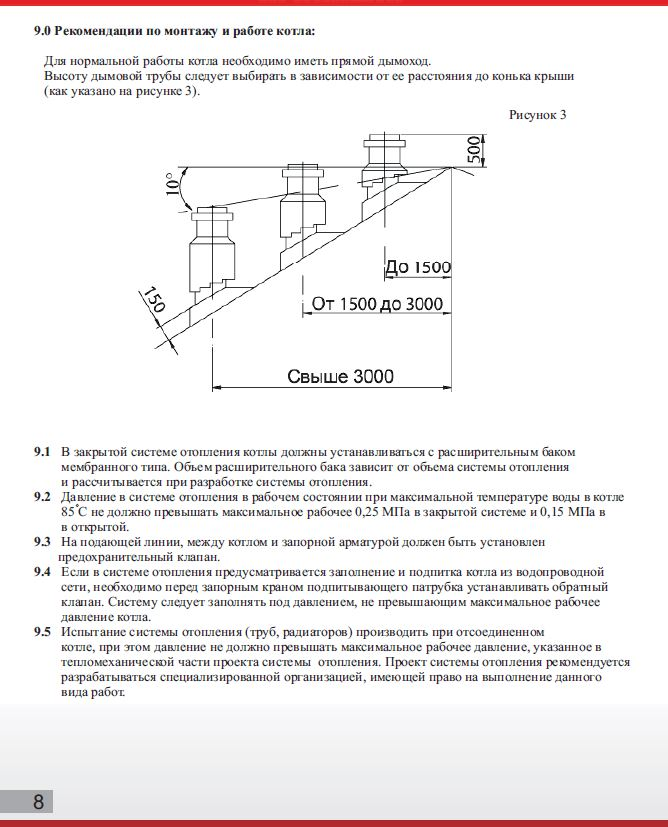 9.0 Рекомендации по монтажу и работе котла:
Для нормальной работы котла необходимо иметь прямой дымоход.
Высоту дымовой трубы следует выбирать в зависимости от ее расстояния до конька крыши
(как указано на рисунке 3).
Рисунок 3
500
10°
До 1500
150
От 1500 до 3000
Свыше 3000
9.1 В закрытой системе отопления котлы должны устанавливаться с расширительным баком
мембранного типа. Объем расширительного бака зависит от объема системы отопления
и рассчитывается при разработке системы отопления.
9.2 Давление в системе отопления в рабочем состоянии при максимальной температуре воды в котле
85°С не должно превышать максимальное рабочее 0,25 МПа в закрытой системе и 0,15 МПа в
в открытой.
9.3 На подающей линии, между котлом и запорной арматурой должен быть установлен
предохранительный клапан.
9.4 Если в системе отопления предусматривается заполнение и подпитка котла из водопроводной
сети, необходимо перед запорным краном подпитывающего патрубка устанавливать обратный
клапан. Систему следует заполнять под давлением, не превышающим максимальное рабочее
давление котла.
9.5 Испытание системы отопления (труб, радиаторов) производить при отсоединенном
котле, при этом давление не должно превышать максимальное рабочее давление, указанное в
тепломеханической части проекта системы отопления. Проект системы отопления рекомендуется
разрабатываться специализированной организацией, имеющей право на выполнение данного
вида работ.
8